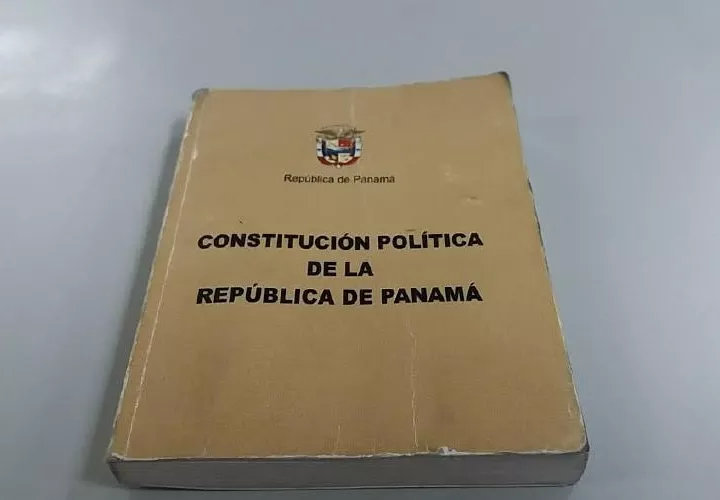 República de Panamá
CONSTITUCIÓN POLÍTICA
DE LA
REPÚBLICA DE PANAMÁ